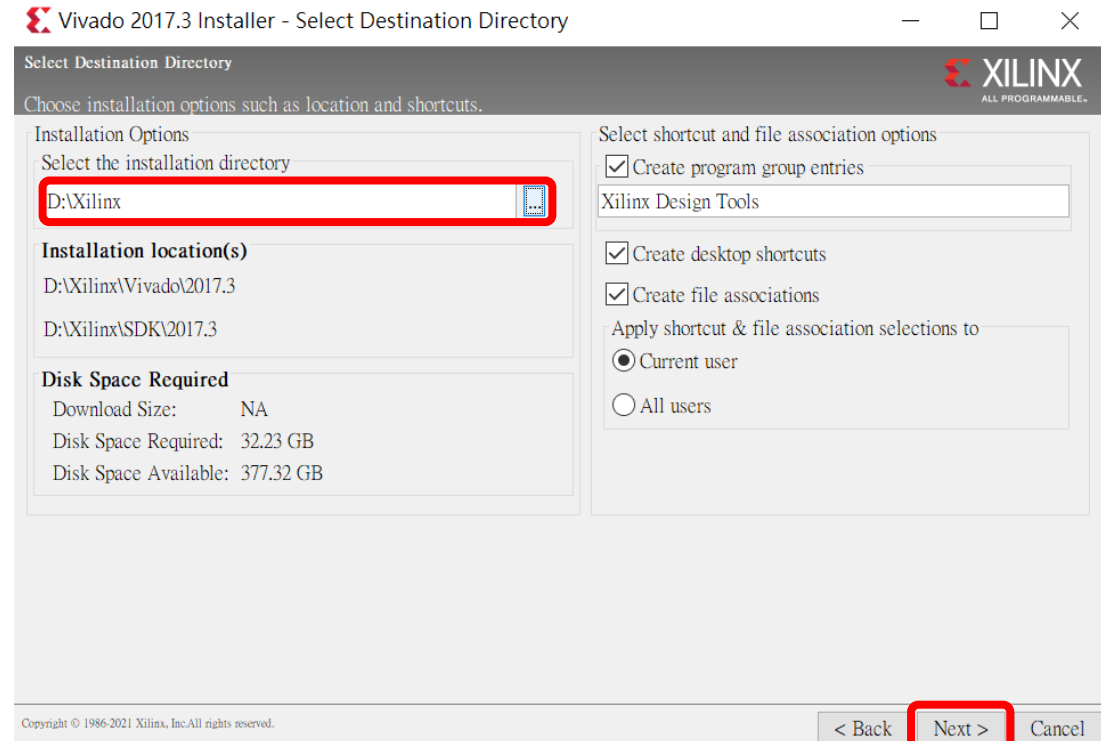 Vivado 2017.3 Installer - Select Destination Directory
Select Destination Directory
XILINX
ALL PROGRAMMABLE.
Choose installation options such as location and shortcuts.
Installation Options
Select the installation directory
D:\Xilinx
...
Installation location(s)
D:\Xilinx\Vivado\2017.3
D:\Xilinx\SDK\2017.3
Disk Space Required
Download Size: NA
Disk Space Required: 32.23 GB
Disk Space Available: 377.32 GB
Select shortcut and file association options
Create program group entries
Xilinx Design Tools
Create desktop shortcuts
Create file associations
Apply shortcut & file association selections to
Current user
All users
Copyright © 1986-2021 Xilinx, Inc.All rights reserved.
< Back Next > Cancel